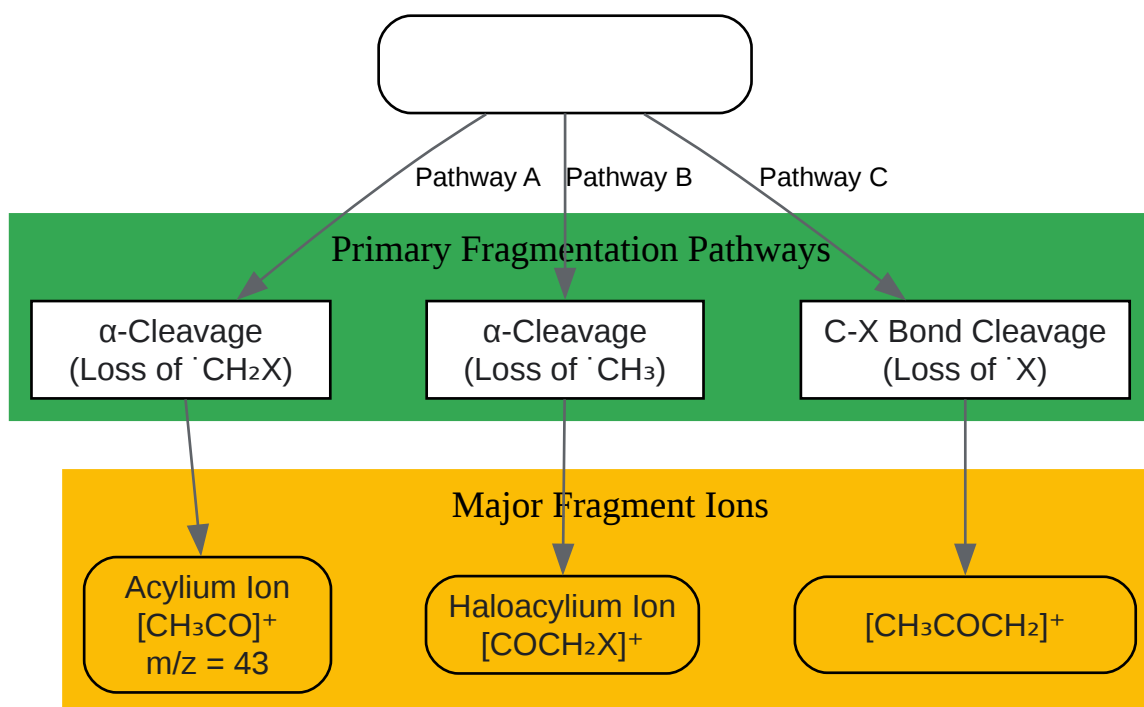 Pathway A
Pathway B
Pathway C
Primary Fragmentation Pathways
α-Cleavage
(Loss of ˙CH₂X)
α-Cleavage
(Loss of ˙CH₃)
C-X Bond Cleavage
(Loss of ˙X)
Major Fragment Ions
Acylium Ion
[CH₃CO]⁺
m/z = 43
Haloacylium Ion
[COCH₂X]⁺
[CH₃COCH₂]⁺